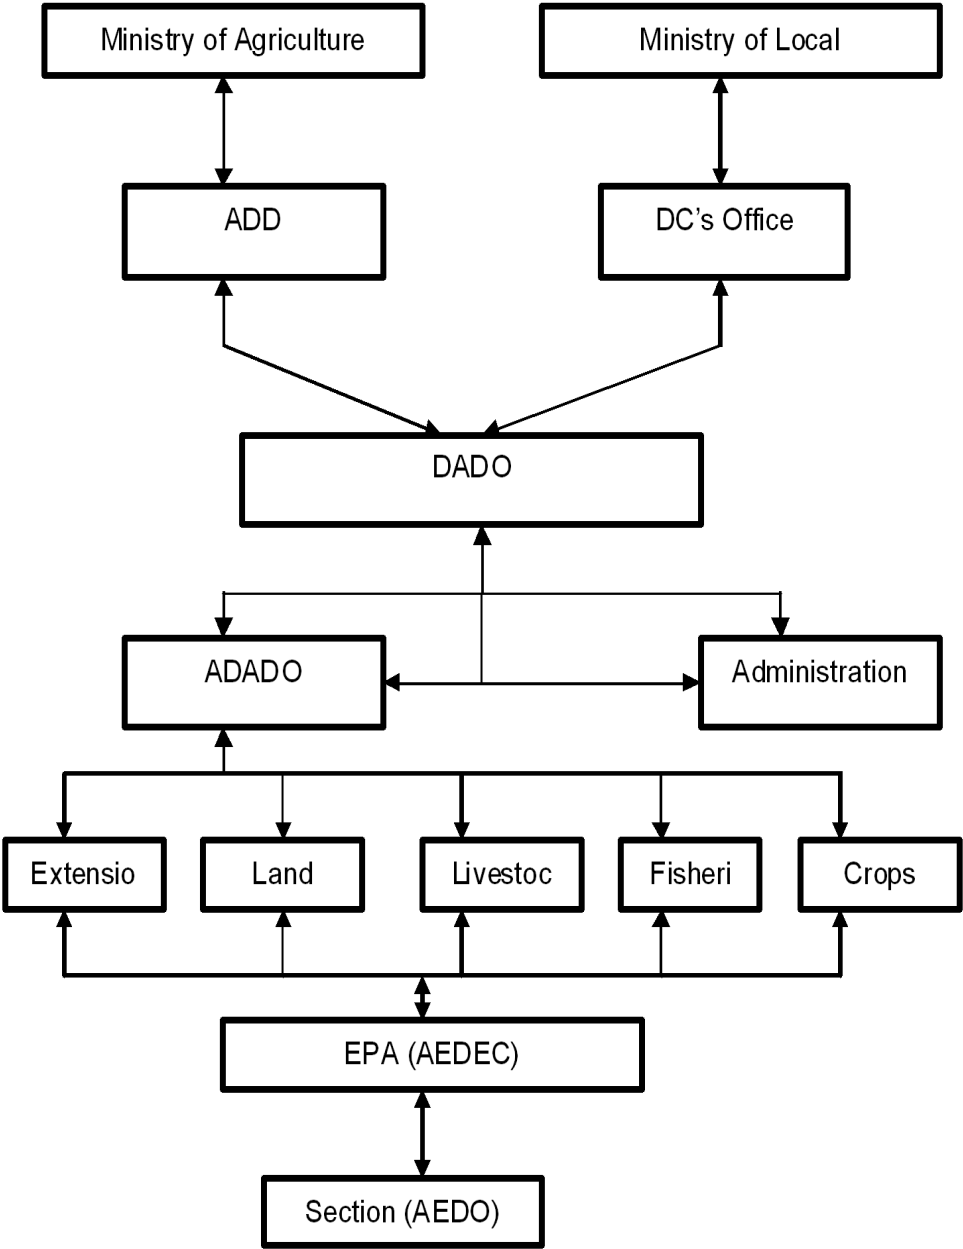 Ministry of Agriculture
Ministry of Local
ADD
DC's Office
DADO
ADADO
Administration
Extensio
Land
Livestoc
Fisheri
Crops
EPA (AEDEC)
Section (AEDO)